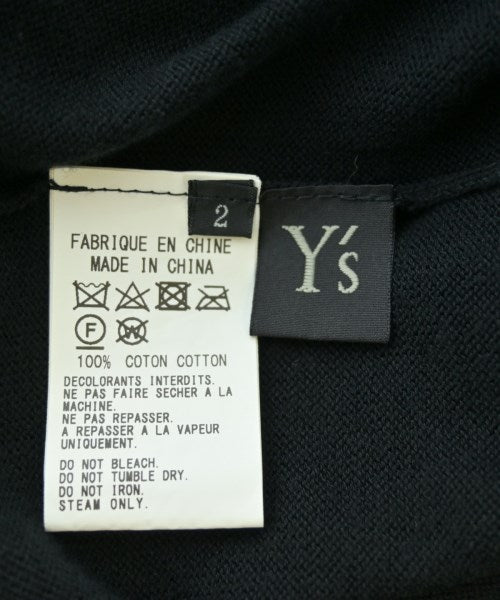 2
Y's
FABRIQUE EN CHINE
MADE IN CHINA
F
W
100% COTON COTTON
DECOLORANTS INTERDITS.
NE PAS FAIRE SECHER A LA
MACHINE.
NE PAS REPASSER.
A REPASSER A LA VAPEUR
UNIQUEMENT.
DO NOT BLEACH.
DO NOT TUMBLE DRY.
DO NOT IRON.
STEAM ONLY.